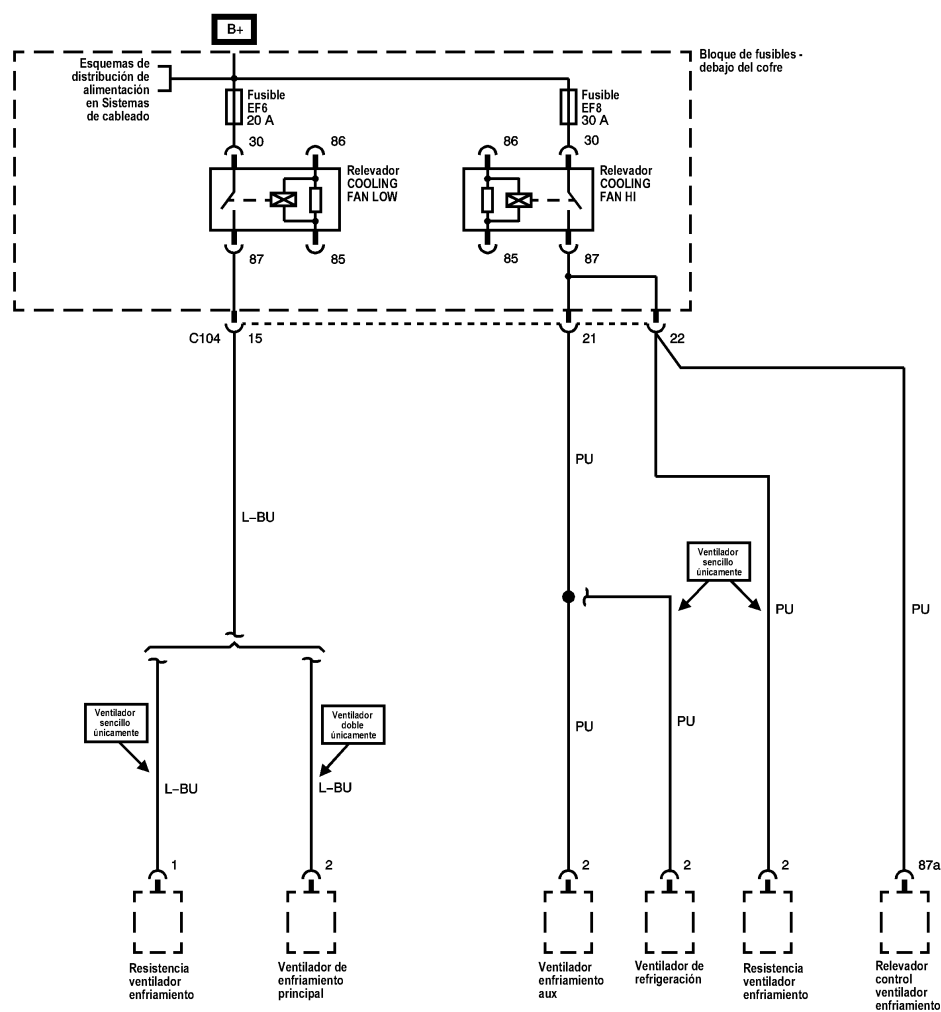 B+
Bloque de fusibles -
debajo del cofre
Esquemas de
distribución de
alimentación
en Sistemas
de cableado
Fusible
EF6
20 A
Fusible
EF8
30 A
30
86
86
30
Relevador
COOLING
FAN LOW
Relevador
COOLING
FAN HI
87
85
85
87
C104
15
21
22
PU
L–BU
Ventilador
sencillo
únicamente
PU
PU
Ventilador
sencillo
únicamente
Ventilador
doble
únicamente
PU
PU
L–BU
L–BU
1
2
2
2
2
87a
Resistencia
ventilador
enfriamiento
Ventilador de
enfriamiento
principal
Ventilador
enfriamiento
aux
Ventilador de
refrigeración
Resistencia
ventilador
enfriamiento
Relevador
control
ventilador
enfriamiento